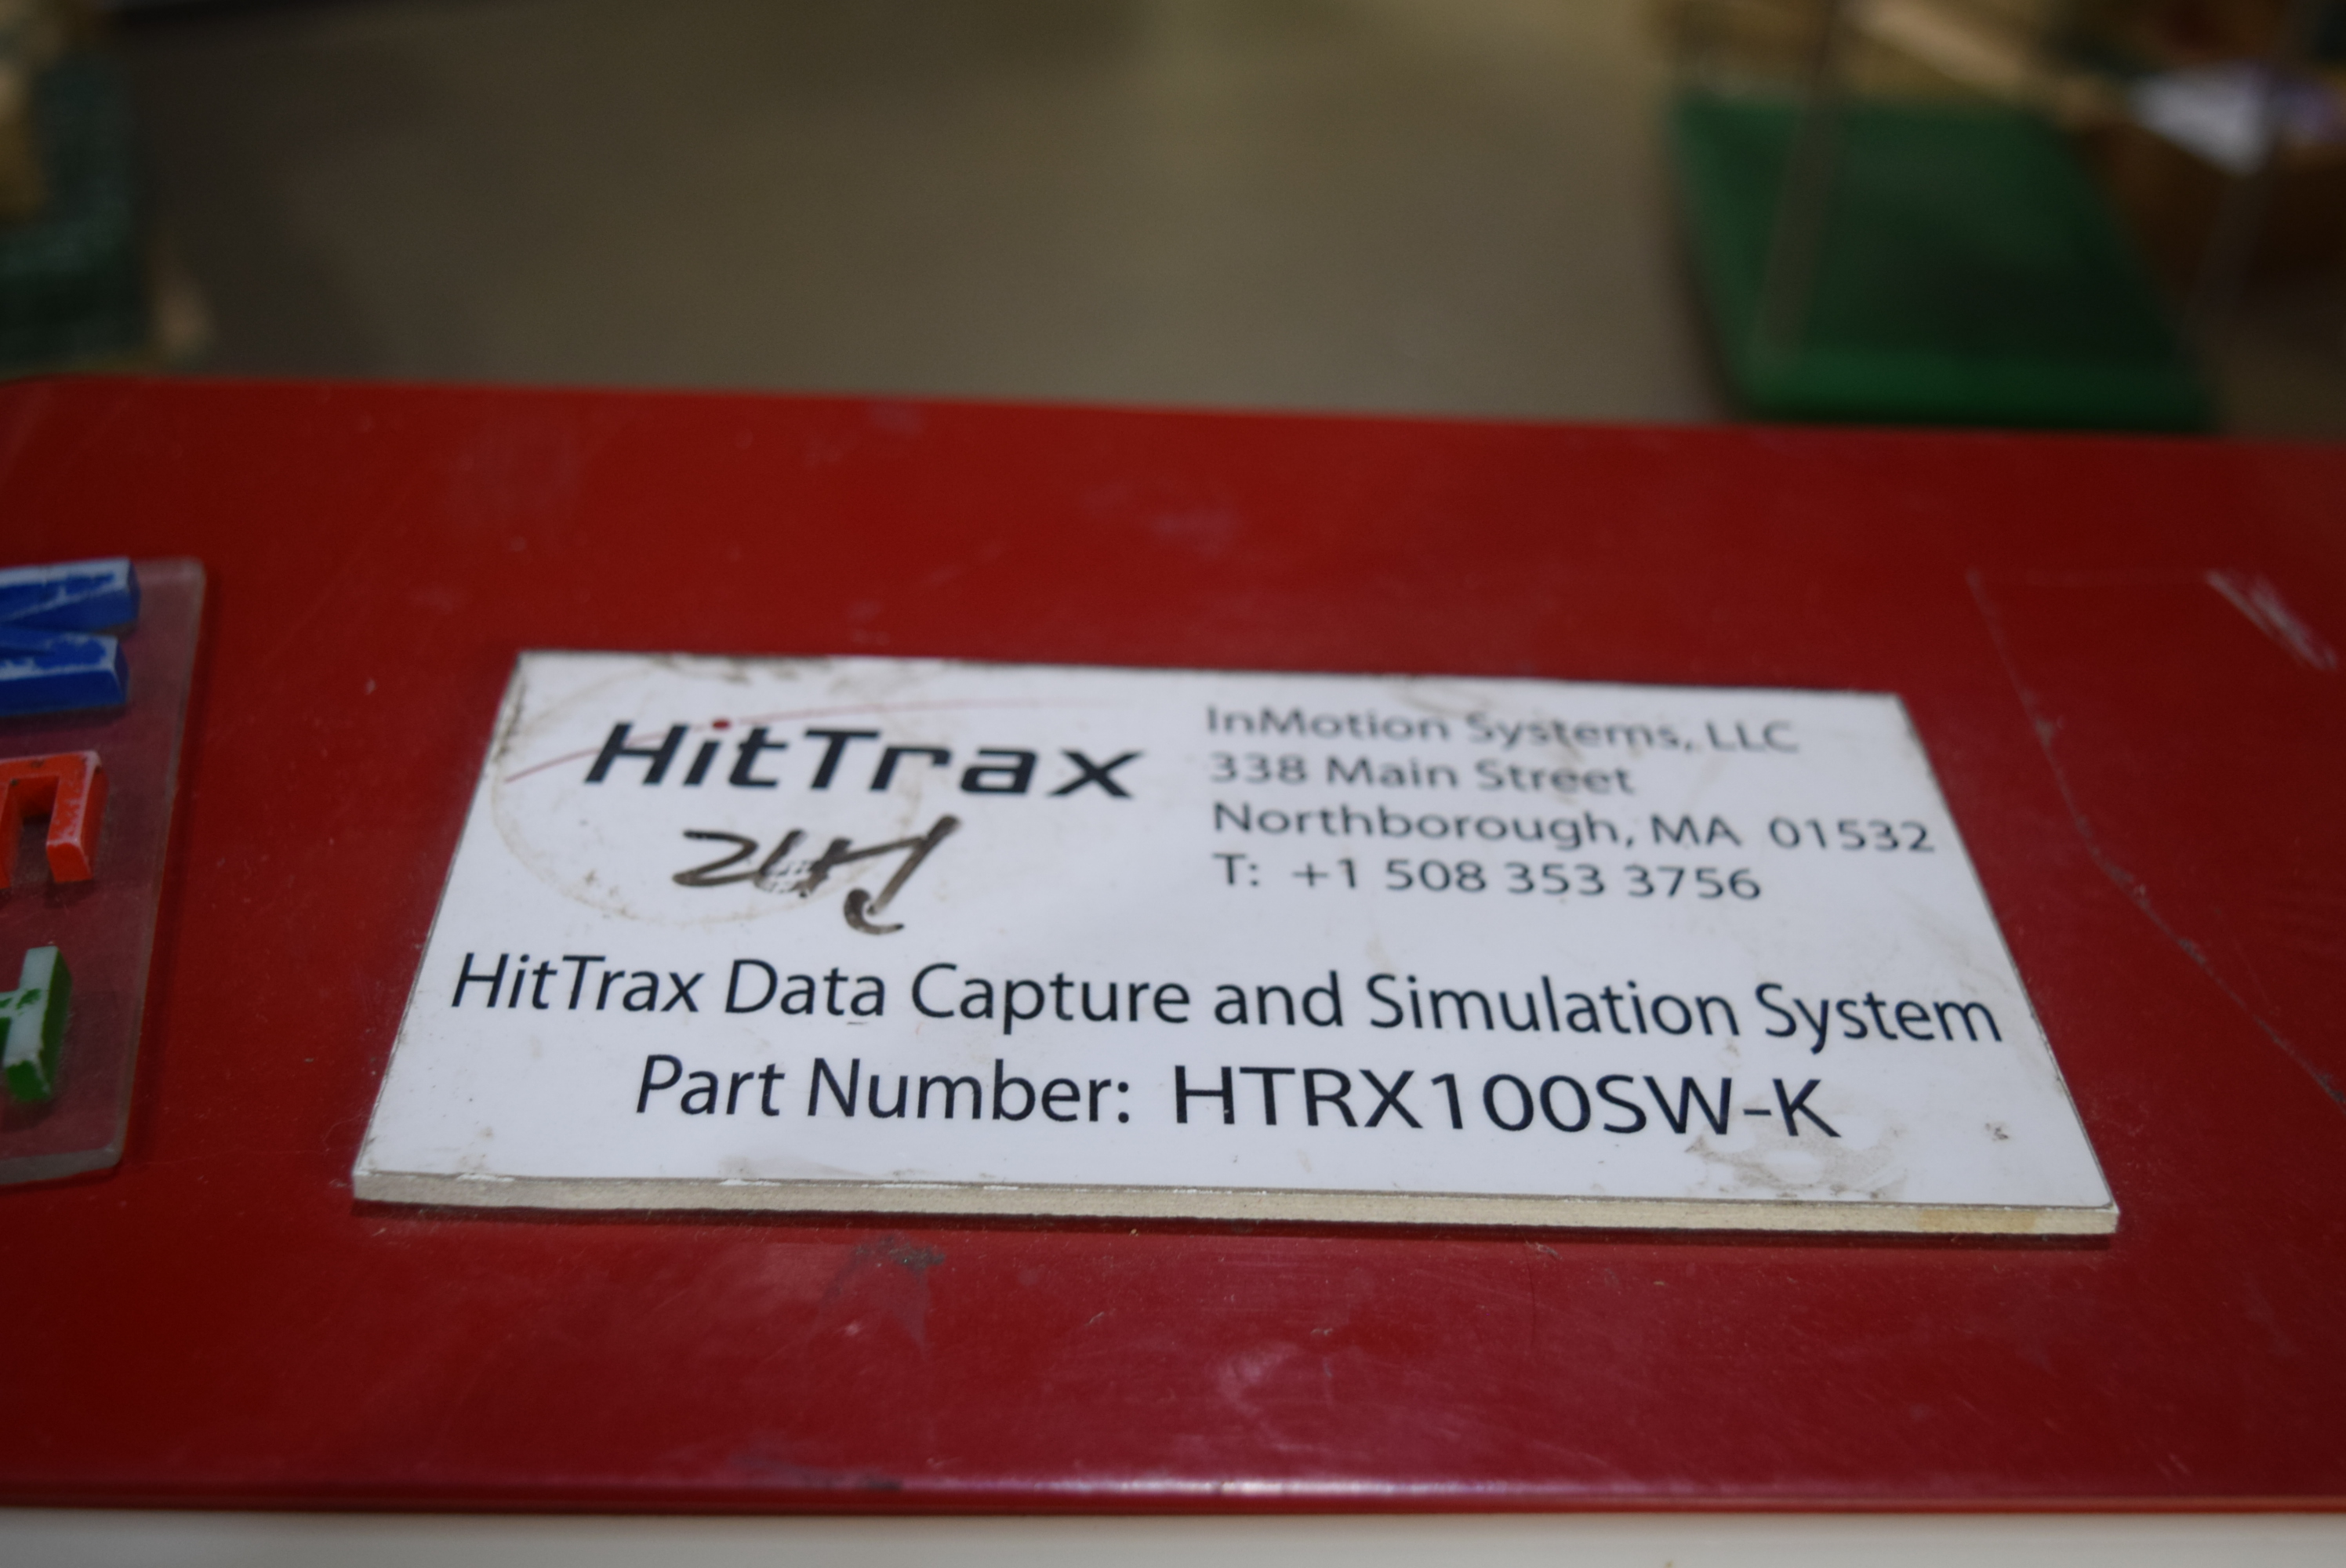 HitTrax
InMotion Systems, LLC
338 Main Street
Northborough, MA 01532
T: +1 508 353 3756
HitTrax Data Capture and Simulation System
Part Number: HTRX100SW-K